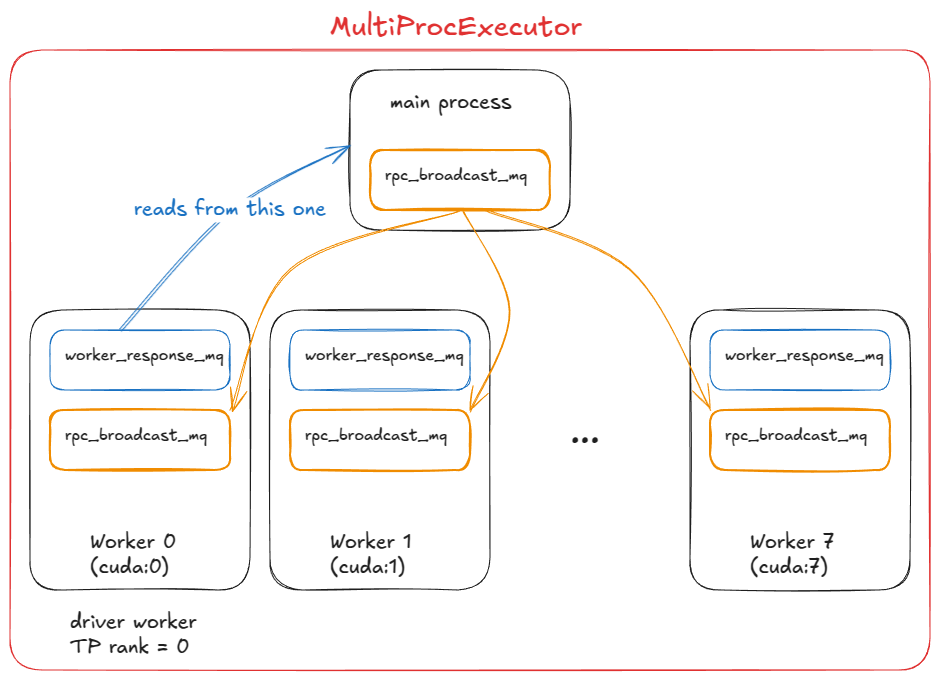 MultiProcExecutor
main process
rpc_broadcast_mq
reads from this one
worker_response_mq
rpc_broadcast_mq
Worker 0
(cuda:0)
driver worker
TP rank = 0
worker_response_mq
rpc_broadcast_mq
Worker 1
(cuda:1)
...
worker_response_mq
rpc_broadcast_mq
Worker 7
(cuda:7)